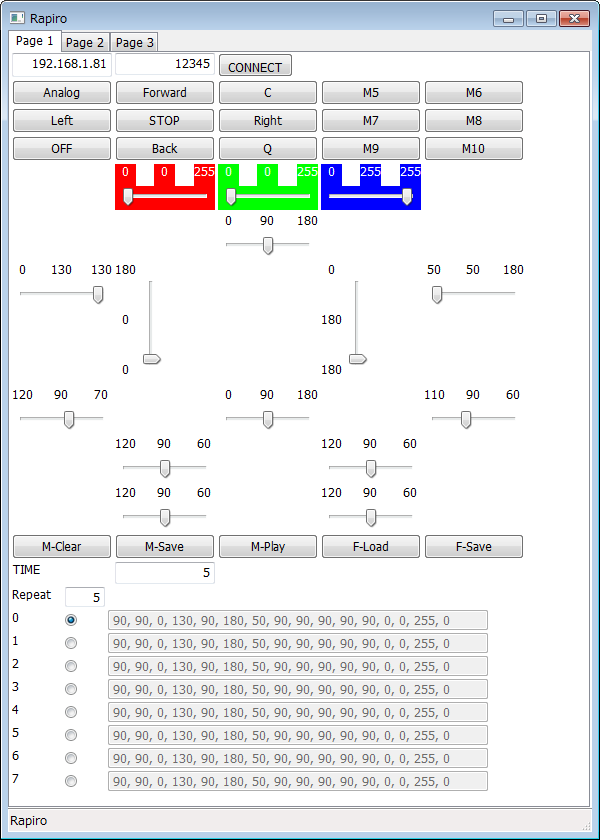 Rapiro
Page 1 Page 2 Page 3
192.168.1.81 12345 CONNECT
Analog Forward C M5 M6
Left STOP Right M7 M8
OFF Back Q M9 M10
0 0 255 0 0 255 0 255 255
0 90 180
0 130 130 180 0 50 50 180
0 180
0 180
120 90 70 0 90 180 110 90 60
120 90 60 120 90 60
120 90 60 120 90 60
M-Clear M-Save M-Play F-Load F-Save
TIME 5
Repeat 5
0 90, 90, 0, 130, 90, 180, 50, 90, 90, 90, 90, 90, 0, 0, 255, 0
1 90, 90, 0, 130, 90, 180, 50, 90, 90, 90, 90, 90, 0, 0, 255, 0
2 90, 90, 0, 130, 90, 180, 50, 90, 90, 90, 90, 90, 0, 0, 255, 0
3 90, 90, 0, 130, 90, 180, 50, 90, 90, 90, 90, 90, 0, 0, 255, 0
4 90, 90, 0, 130, 90, 180, 50, 90, 90, 90, 90, 90, 0, 0, 255, 0
5 90, 90, 0, 130, 90, 180, 50, 90, 90, 90, 90, 90, 0, 0, 255, 0
6 90, 90, 0, 130, 90, 180, 50, 90, 90, 90, 90, 90, 0, 0, 255, 0
7 90, 90, 0, 130, 90, 180, 50, 90, 90, 90, 90, 90, 0, 0, 255, 0
Rapiro